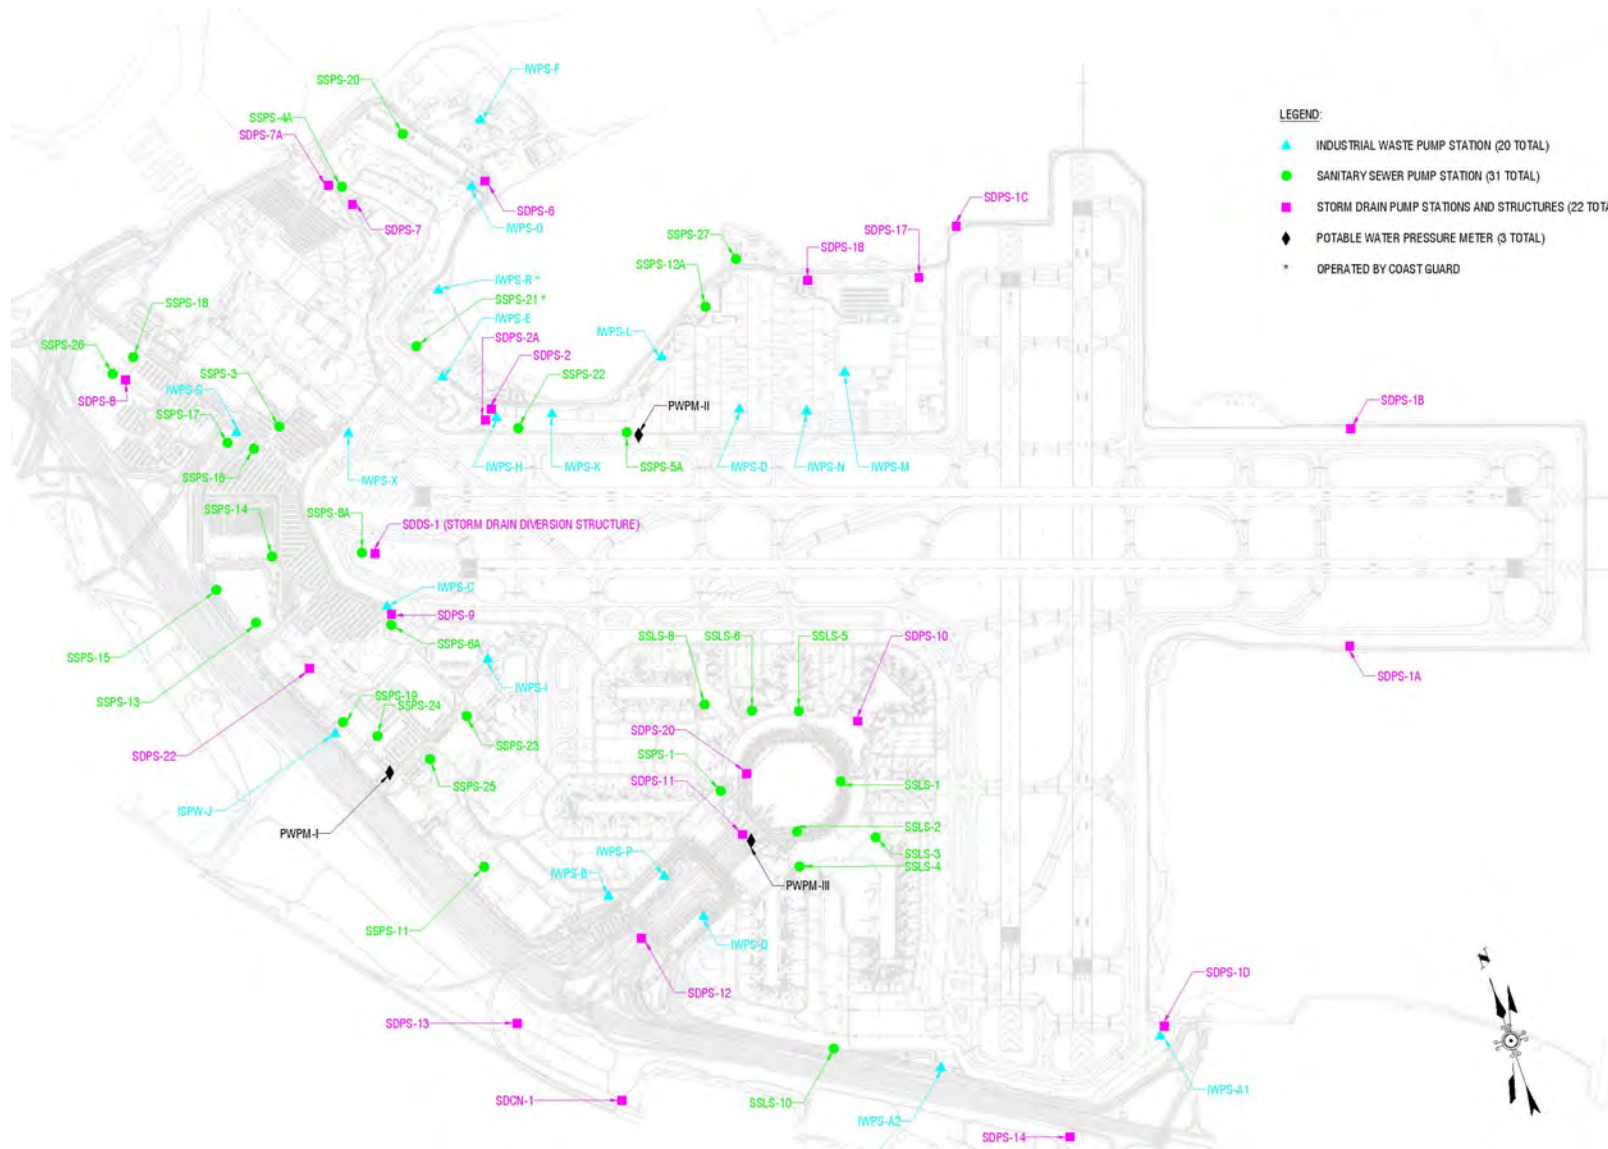 IWPS-F
SSPS-20
SSPS-4A
SDPS-7A
LEGEND:
INDUSTRIAL WASTE PUMP STATION (20 TOTAL)
SANITARY SEWER PUMP STATION (31 TOTAL)
STORM DRAIN PUMP STATIONS AND STRUCTURES (22 TOTA
POTABLE WATER PRESSURE METER (3 TOTAL)
* OPERATED BY COAST GUARD
SDPS-1C
SDPS-6
SDPS-7
IWPS-O
SSPS-27
SDPS-17
SDPS-18
SSPS-12A
IWPS-R *
SSPS-21 *
SSPS-18
IWPS-E
SDPS-2A
IWPS-L
SSPS-26
SDPS-2
SSPS-3
SSPS-22
IWPS-G
SDPS-8
SSPS-17
PWPM-II
SDPS-1B
SSPS-16
IWPS-X
IWPS-H
IWPS-K
SSPS-5A
IWPS-D
IWPS-N
IWPS-M
SSPS-14
SSPS-8A
SDDS-1 (STORM DRAIN DIVERSION STRUCTURE)
IWPS-C
SDPS-9
SSPS-6A
SSLS-8
SSLS-6
SSLS-5
SDPS-10
SSPS-15
IWPS-I
SDPS-1A
SSPS-13
SSPS-19
SSPS-24
SDPS-20
SSPS-23
SDPS-22
SSPS-1
SDPS-11
SSLS-1
SSPS-25
ISPW-J
PWPM-I
SSLS-2
SSLS-3
SSLS-4
IWPS-P
IWPS-B
PWPM-III
SSPS-11
IWPS-Q
SDPS-12
SDPS-1D
SDPS-13
SDCN-1
SSLS-10
IWPS-A2
IWPS-A1
SDPS-14
N